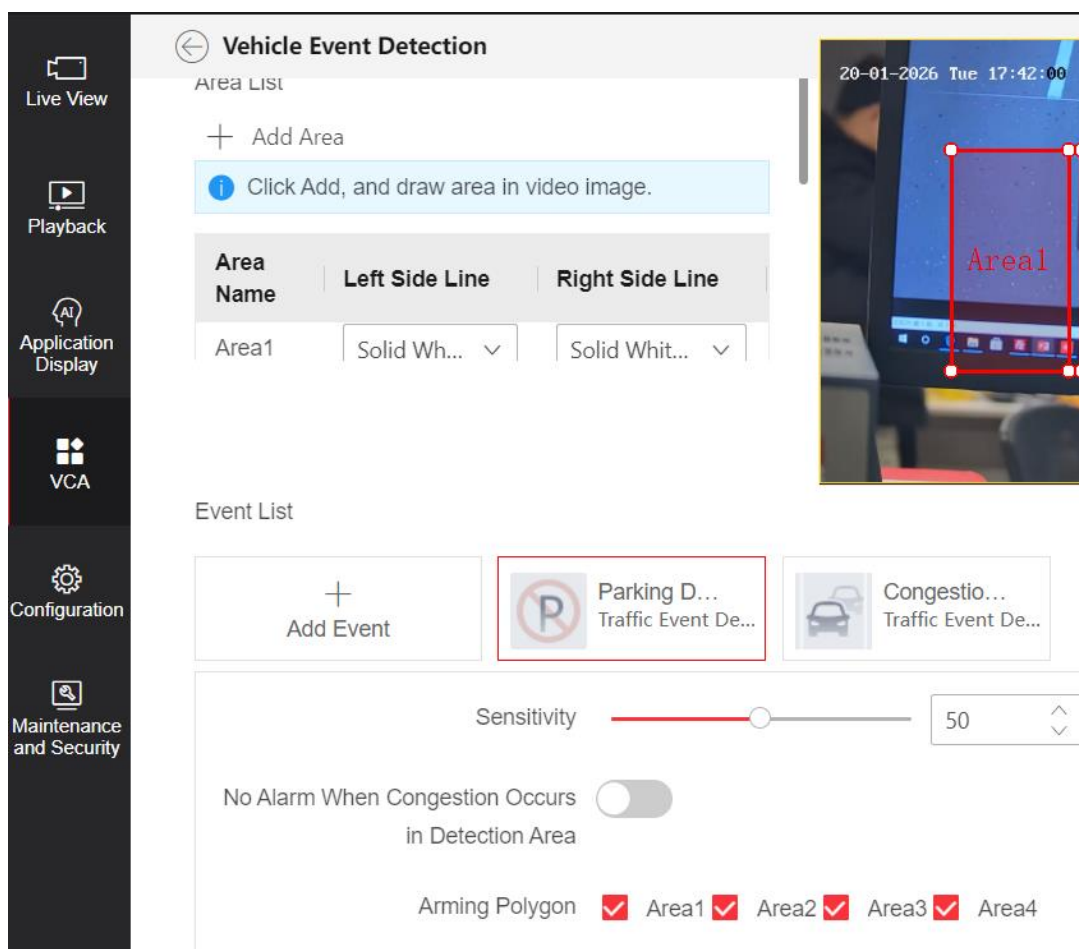 Vehicle Event Detection
Live View
Playback
Application
Display
VCA
Configuration
Maintenance
and Security
Area List
Add Area
Click Add, and draw area in video image.
Area
Name
Left Side Line
Right Side Line
Area1
Solid Wh...
Solid Whit...
20-01-2026 Tue 17:42:00
Area1
Event List
Add Event
Parking D...
Traffic Event De...
Congestio...
Traffic Event De...
Sensitivity
50
No Alarm When Congestion Occurs
in Detection Area
Arming Polygon
Area1
Area2
Area3
Area4